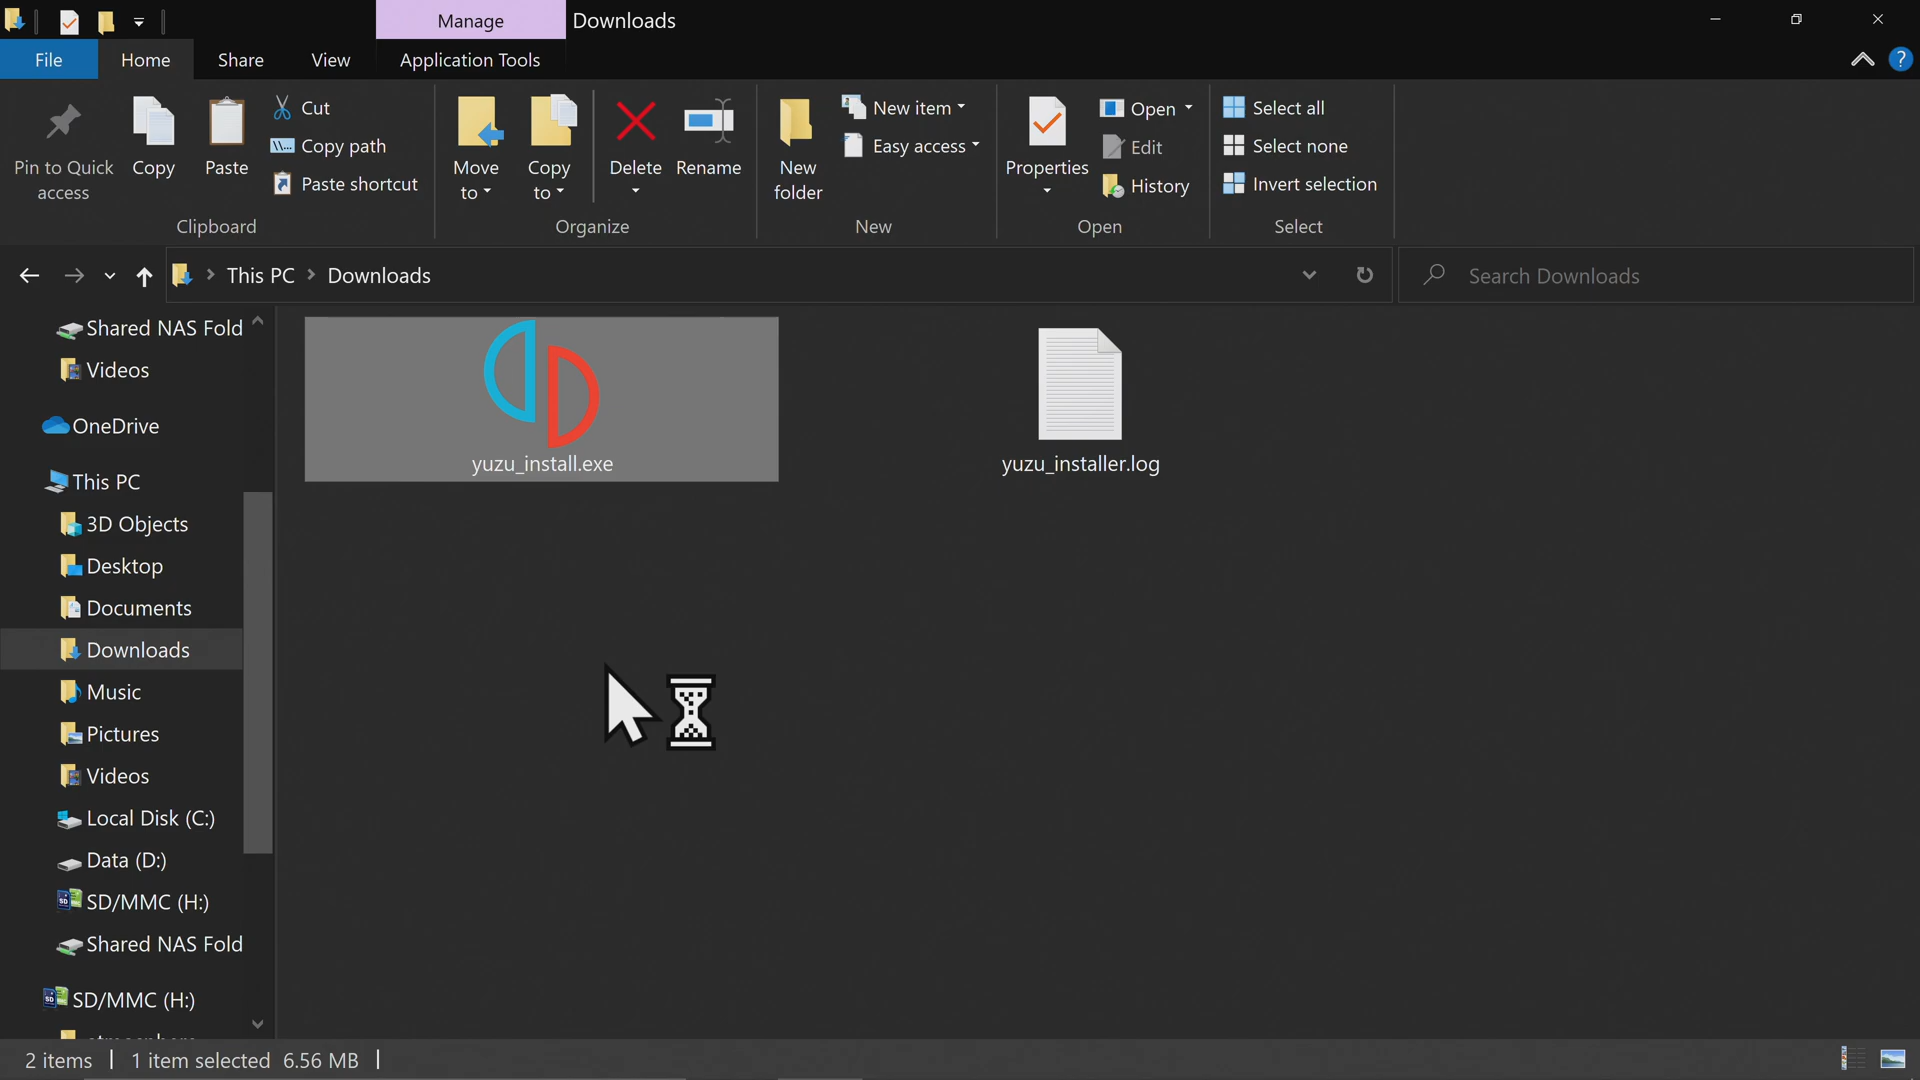 Manage
Downloads
File
Home
Share
View
Application Tools
Pin to Quick
access
Copy
Paste
Cut
Copy path
Paste shortcut
Clipboard
Move
to
Copy
to
Delete
Rename
Organize
New
folder
New item
Easy access
New
Properties
Open
Edit
History
Open
Select all
Select none
Invert selection
Select
This PC
Downloads
Search Downloads
Shared NAS Fold
Videos
OneDrive
This PC
3D Objects
Desktop
Documents
Downloads
Music
Pictures
Videos
Local Disk (C:)
Data (D:)
SD/MMC (H:)
Shared NAS Fold
SD/MMC (H:)
yuzu_install.exe
yuzu_installer.log
2 items
1 item selected 6.56 MB